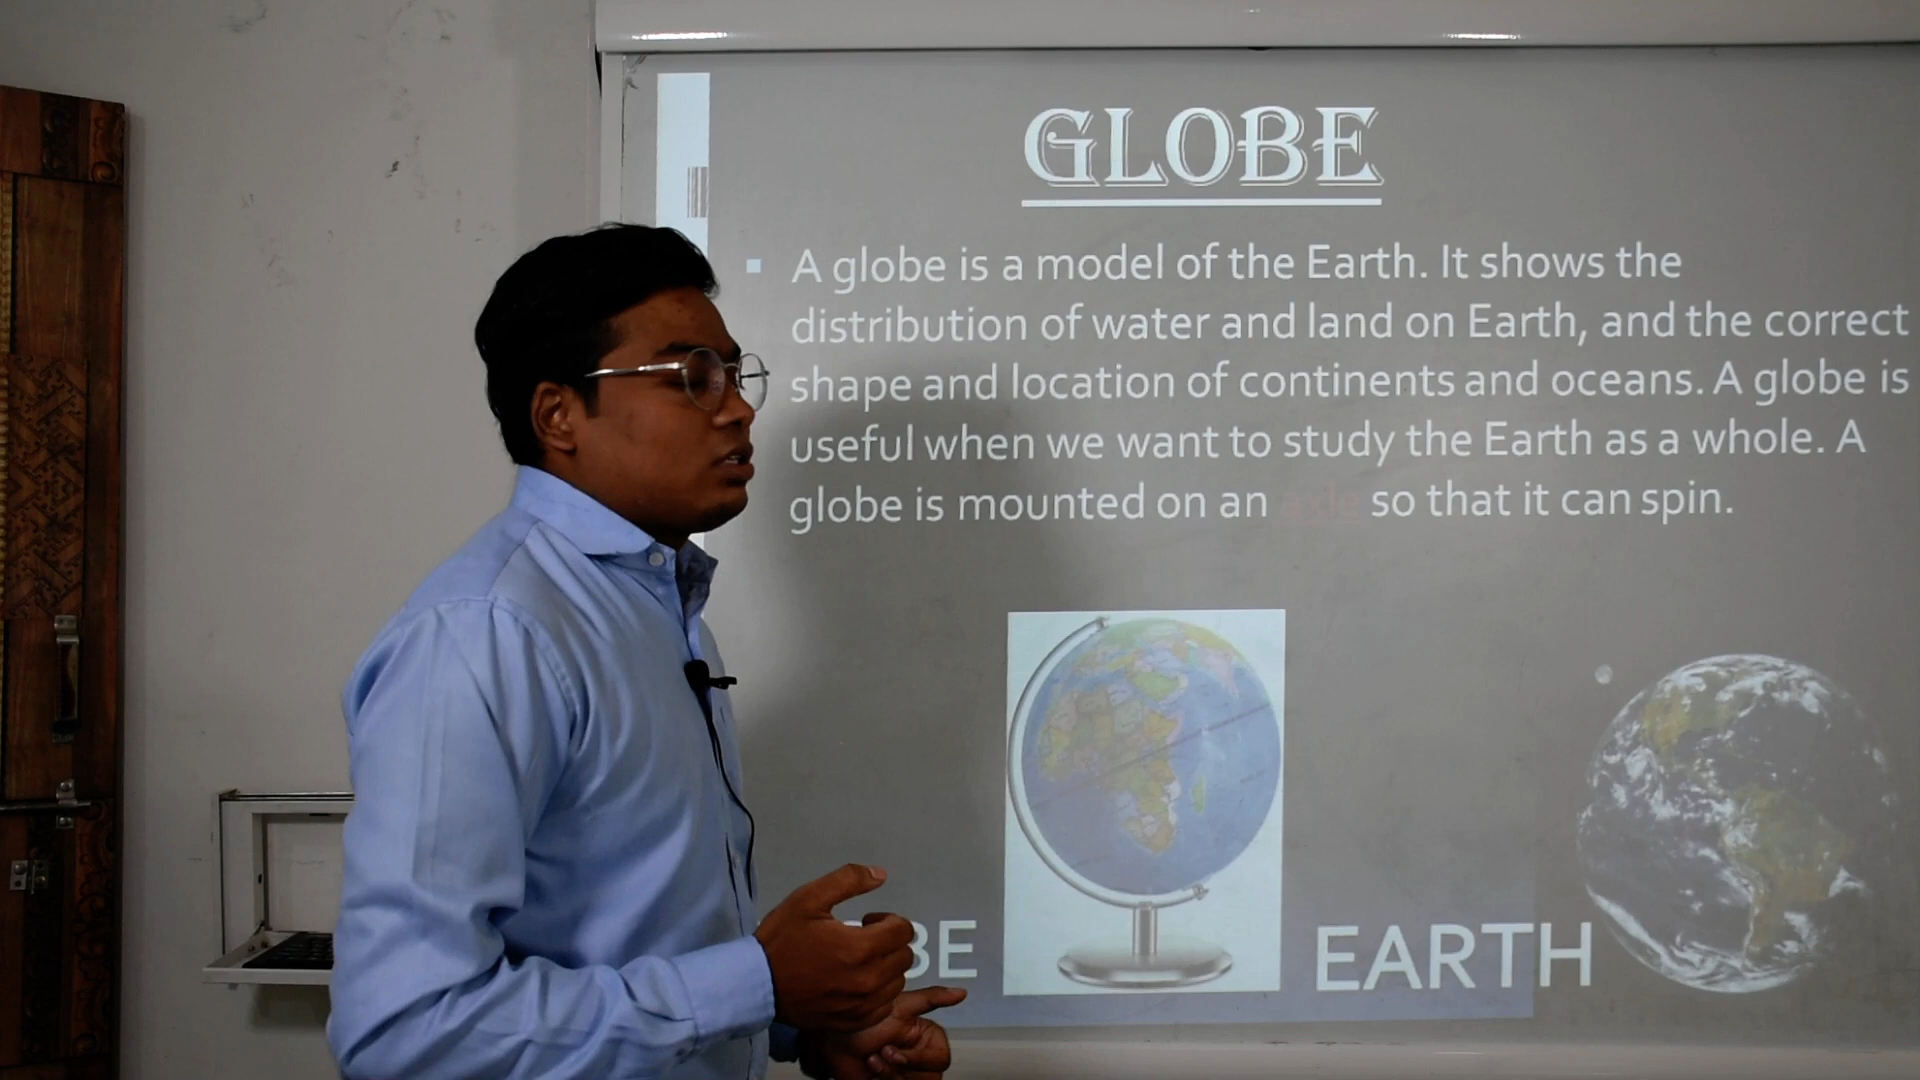 GLOBE
A globe is a model of the Earth. It shows the
distribution of water and land on Earth, and the correct
shape and location of continents and oceans. A globe is
useful when we want to study the Earth as a whole. A
globe is mounted on an axle so that it can spin.
BE
EARTH